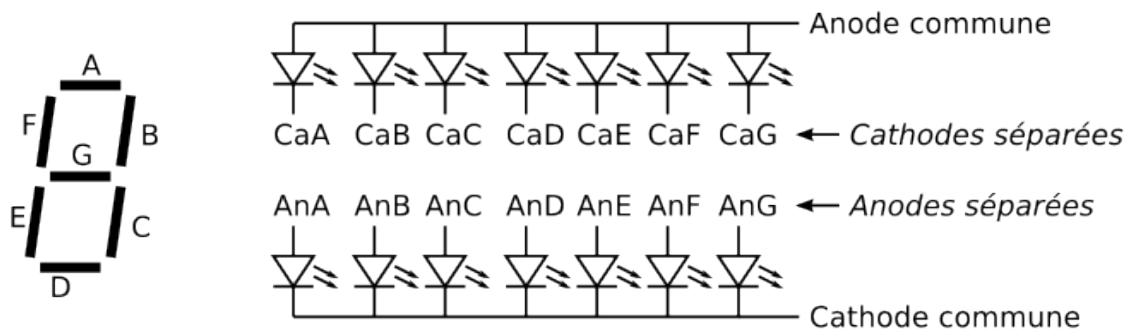 A
F
B
G
E
C
D
Anode commune
CaA CaB CaC CaD CaE CaF CaG Cathodes séparées
AnA AnB AnC AnD AnE AnF AnG Anodes séparées
Cathode commune